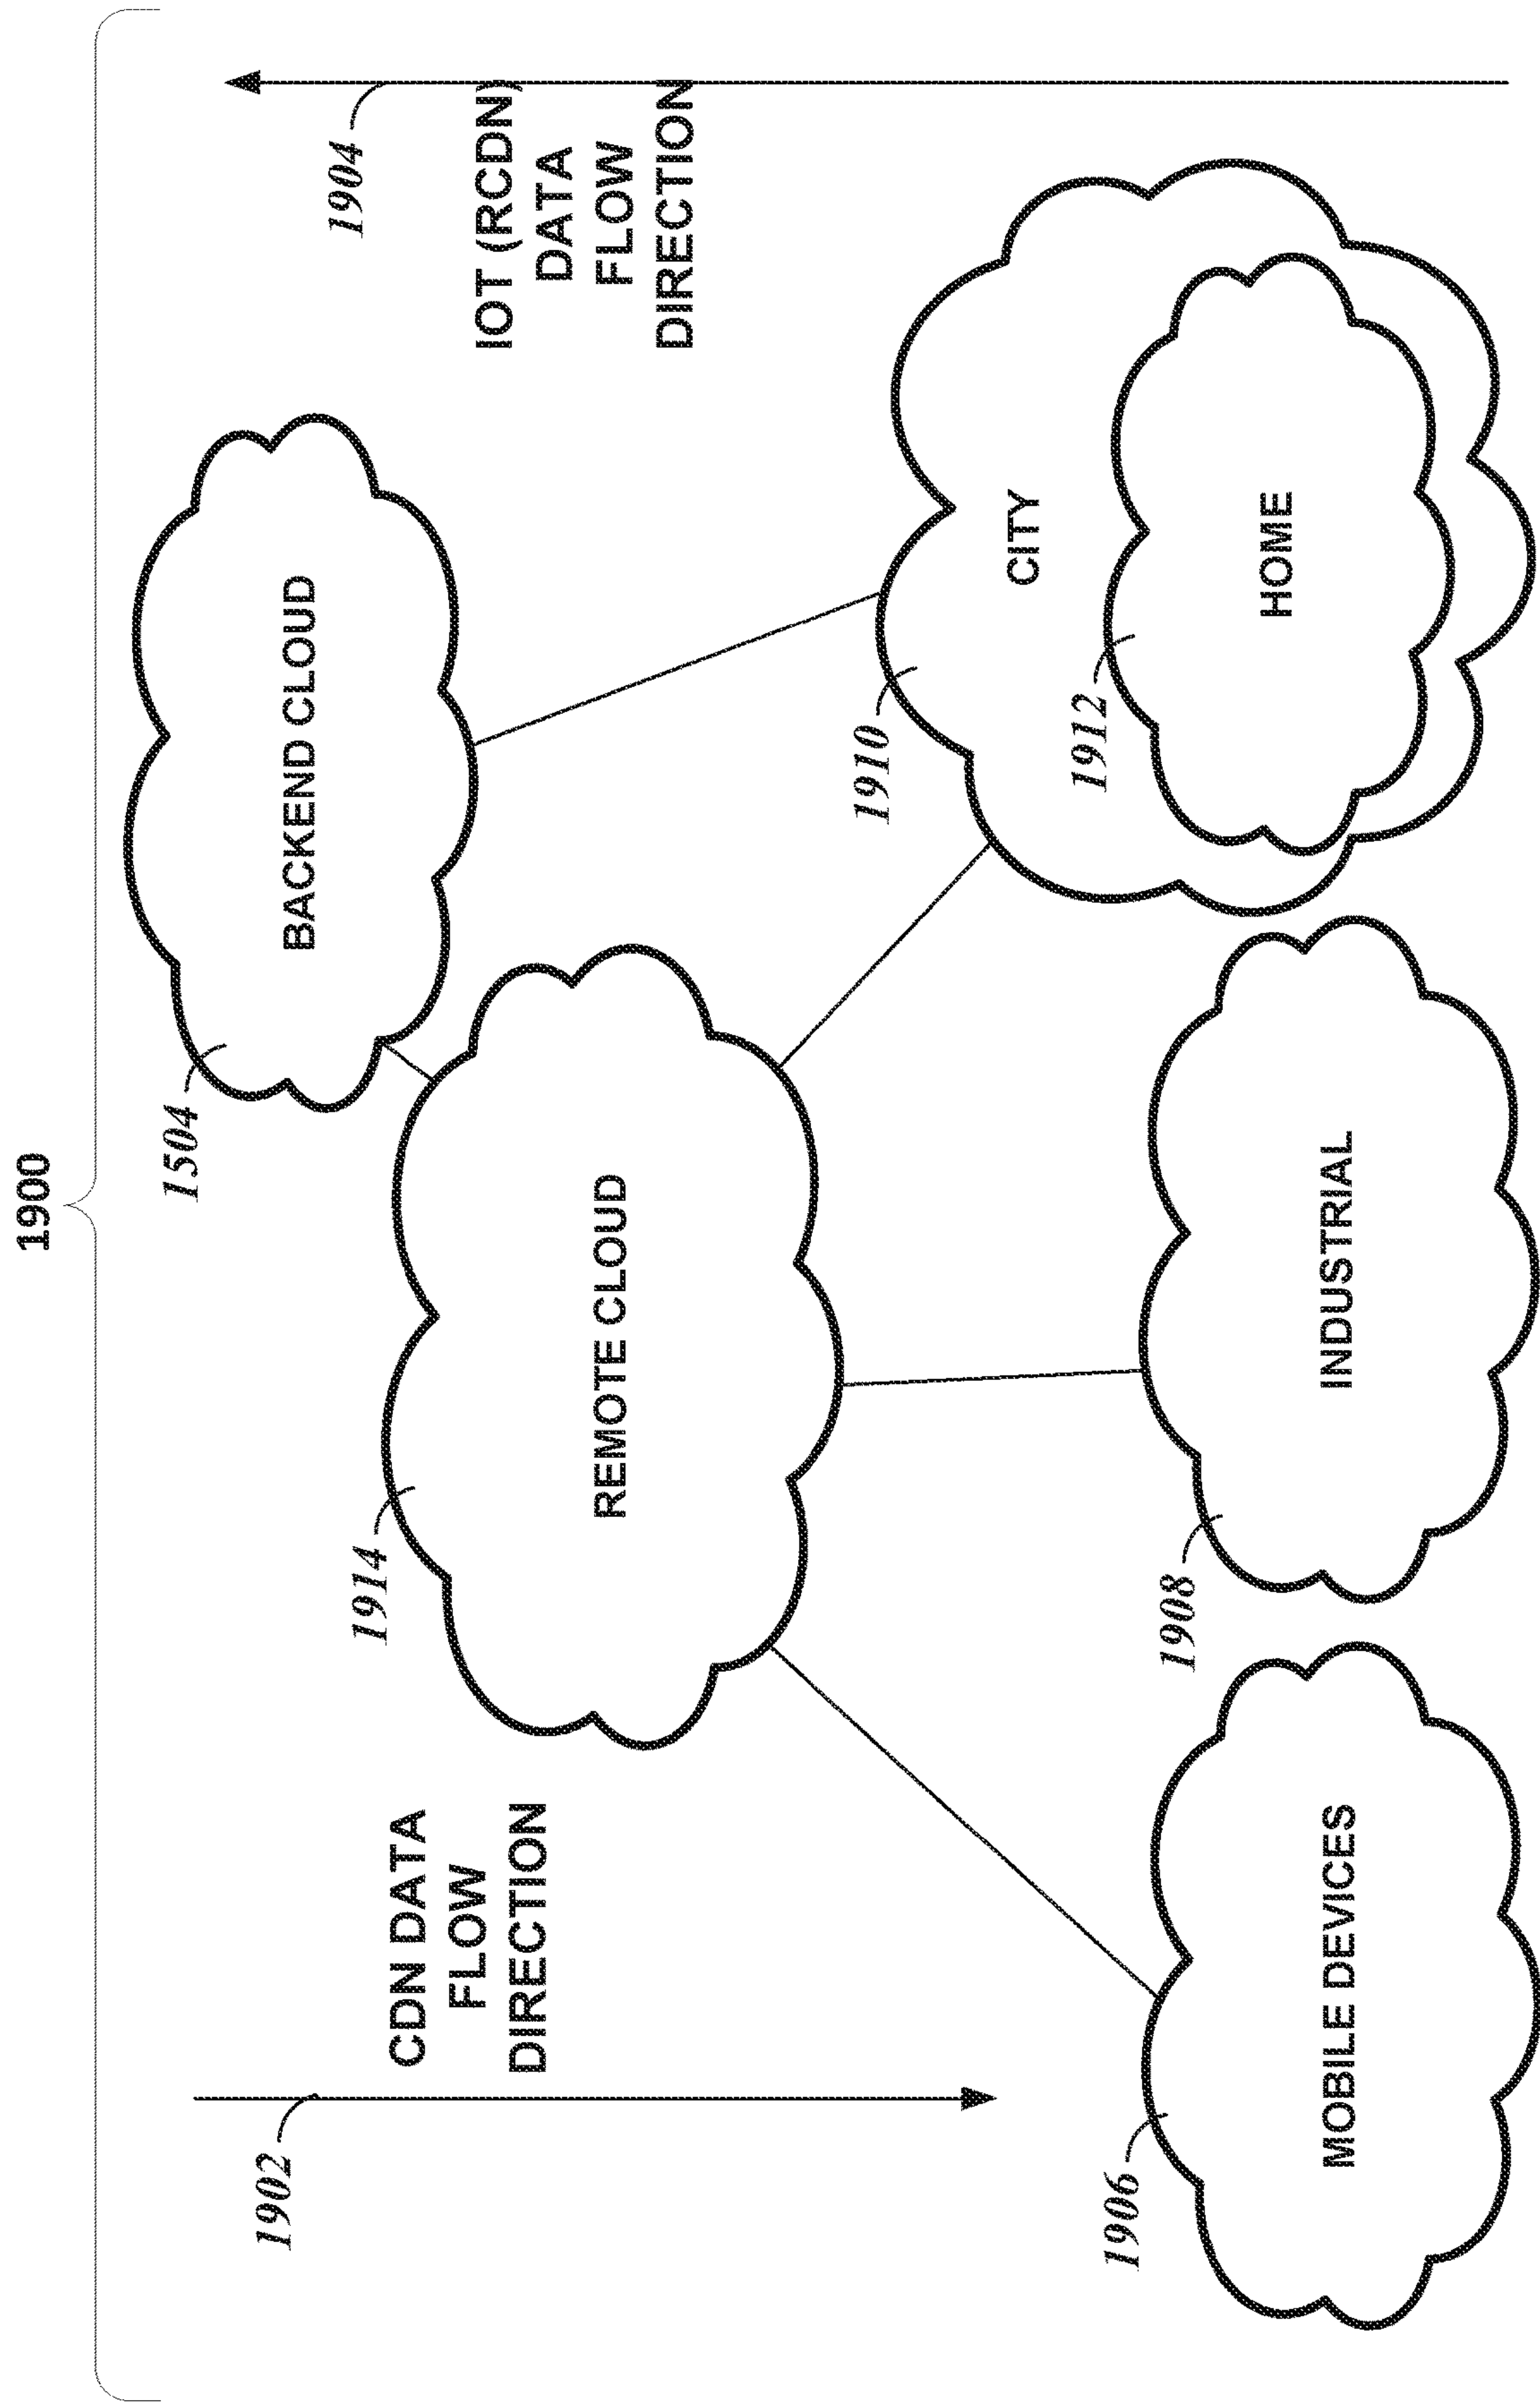 1900
1902
CDN DATA
FLOW
DIRECTION
1914
REMOTE CLOUD
1504
BACKEND CLOUD
1904
IOT (RCDN)
DATA
FLOW
DIRECTION
1906
MOBILE DEVICES
1908
INDUSTRIAL
1910
CITY
1912
HOME